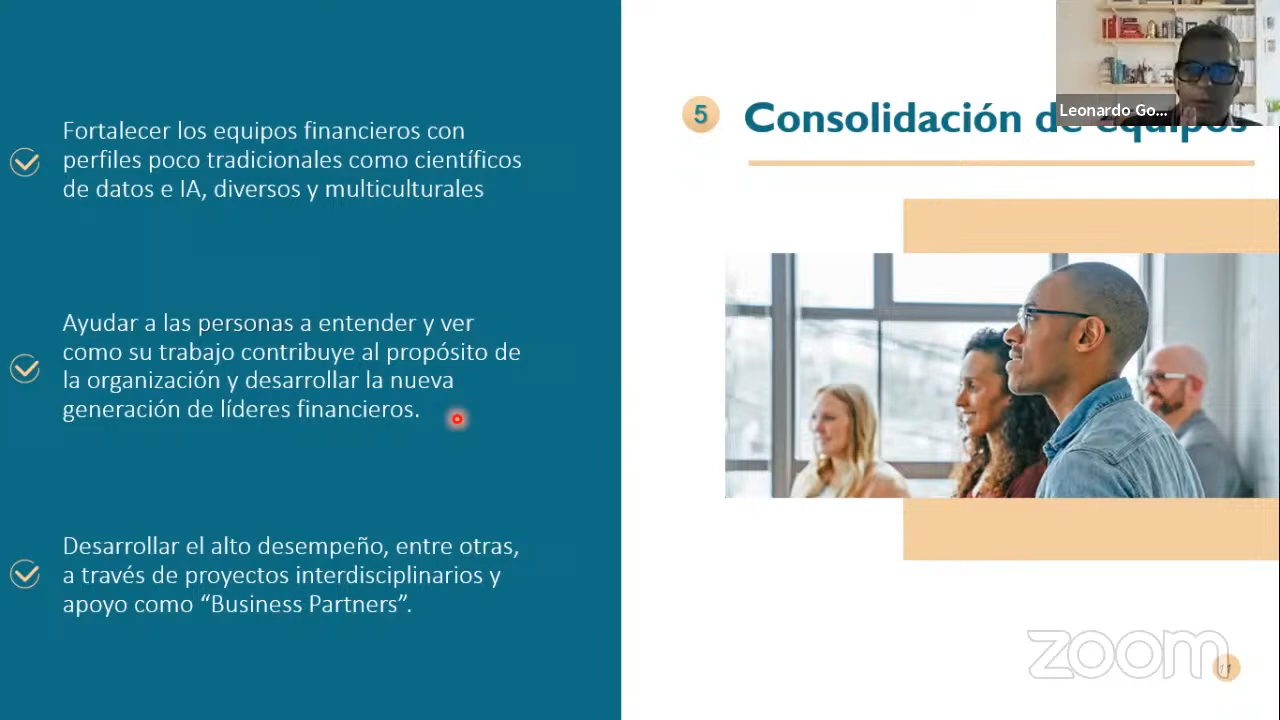 Fortalecer los equipos financieros con
perfiles poco tradicionales como científicos
de datos e IA, diversos y multiculturales
Ayudar a las personas a entender y ver
como su trabajo contribuye al propósito de
la organización y desarrollar la nueva
generación de líderes financieros.
Desarrollar el alto desempeño, entre otras,
a través de proyectos interdisciplinarios y
apoyo como “Business Partners”.
5
Consolidación de equipos
Leonardo Go...
zoom
11